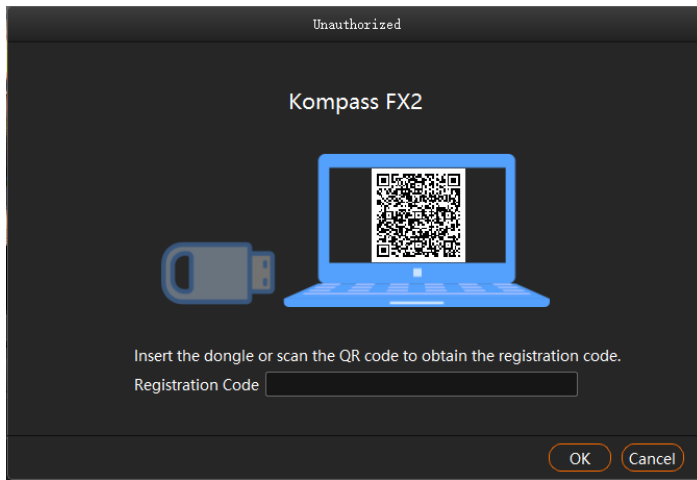 Unauthorized
Kompass FX2
Insert the dongle or scan the QR code to obtain the registration code.
Registration Code
OK
Cancel